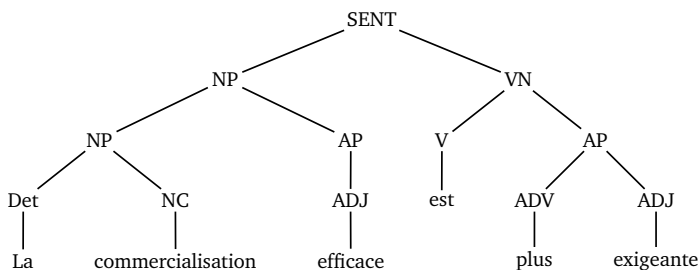 SENT
NP VN
NP AP V AP
Det NC ADJ est ADV ADJ
La commercialisation efficace plus exigeante